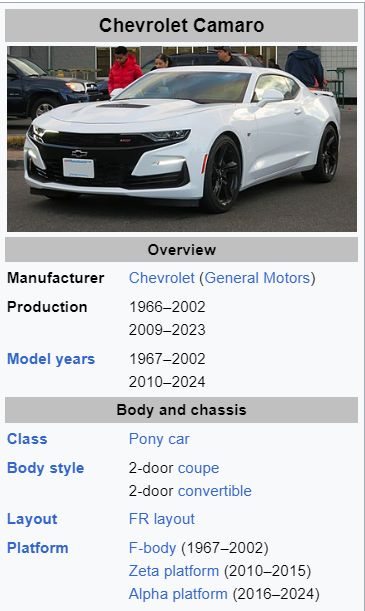 Chevrolet Camaro
Overview
Manufacturer Chevrolet (General Motors)
Production 1966–2002
2009–2023
Model years 1967–2002
2010–2024
Body and chassis
Class Pony car
Body style 2-door coupe
2-door convertible
Layout FR layout
Platform F-body (1967–2002)
Zeta platform (2010–2015)
Alpha platform (2016–2024)